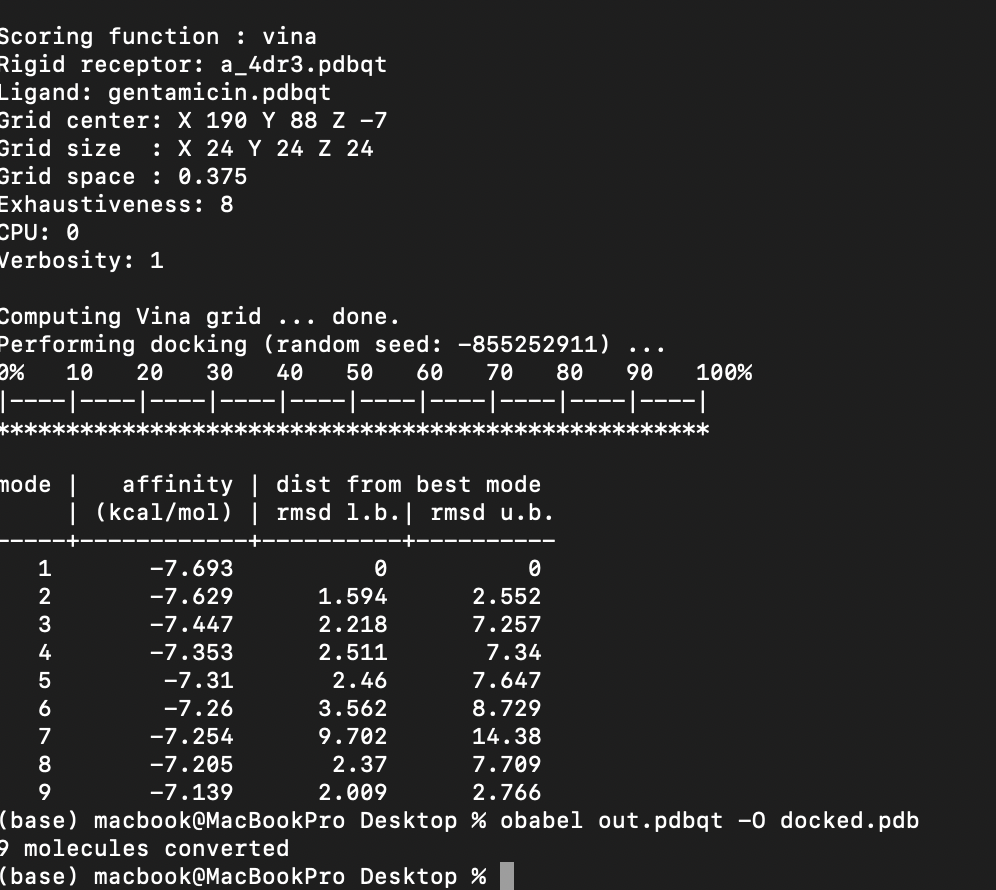 Scoring function : vina
Rigid receptor: a_4dr3.pdbqt
Ligand: gentamicin.pdbqt
Grid center: X 190 Y 88 Z -7
Grid size  : X 24 Y 24 Z 24
Grid space : 0.375
Exhaustiveness: 8
CPU: 0
Verbosity: 1
Computing Vina grid ... done.
Performing docking (random seed: -855252911) ...
0%   10   20   30   40   50   60   70   80   90   100%
|----|----|----|----|----|----|----|----|----|----|
***************************************************
mode |   affinity | dist from best mode
     | (kcal/mol) | rmsd l.b.| rmsd u.b.
-----+------------+----------+----------
   1       -7.693          0          0
   2       -7.629      1.594      2.552
   3       -7.447      2.218      7.257
   4       -7.353      2.511       7.34
   5        -7.31       2.46      7.647
   6        -7.26      3.562      8.729
   7       -7.254      9.702      14.38
   8       -7.205       2.37      7.709
   9       -7.139      2.009      2.766
(base) macbook@MacBookPro Desktop % obabel out.pdbqt -O docked.pdb
9 molecules converted
(base) macbook@MacBookPro Desktop %